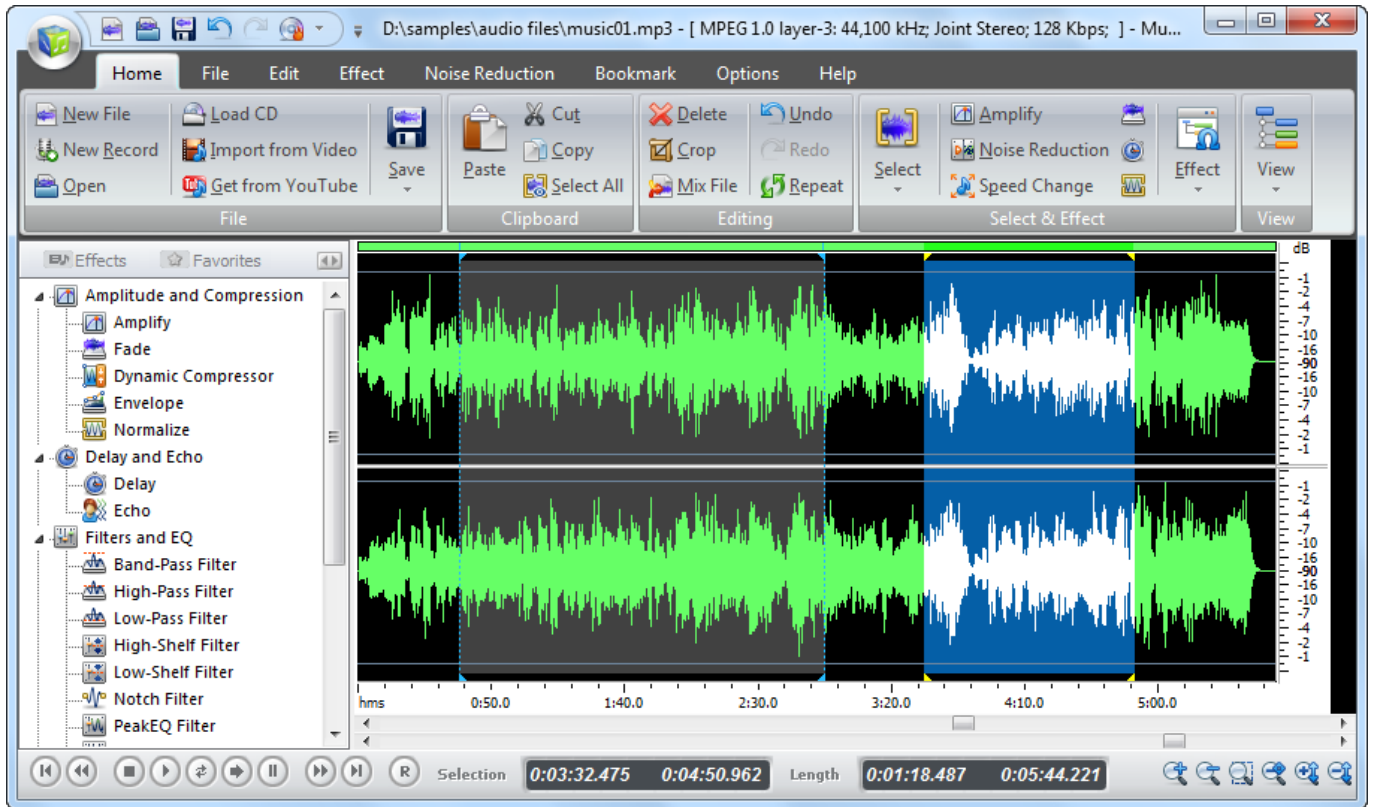 D:\samples\audio files\music01.mp3 - [ MPEG 1.0 layer-3: 44,100 kHz; Joint Stereo; 128 Kbps; ] - Mu...
Home File Edit Effect Noise Reduction Bookmark Options Help
New File Load CD Cut Delete Undo Amplify
New Record Import from Video Save Paste Copy Crop Redo Select Noise Reduction Effect View
Open Get from YouTube Select All Mix File Repeat Speed Change
File Clipboard Editing Select & Effect View
Effects Favorites
Amplitude and Compression
Amplify
Fade
Dynamic Compressor
Envelope
Normalize
Delay and Echo
Delay
Echo
Filters and EQ
Band-Pass Filter
High-Pass Filter
Low-Pass Filter
High-Shelf Filter
Low-Shelf Filter
Notch Filter
PeakEQ Filter
dB
-1
-2
-4
-7
-10
-16
-90
-16
-10
-7
-4
-2
-1
-1
-2
-4
-7
-10
-16
-90
-16
-10
-7
-4
-2
-1
hms 0:50.0 1:40.0 2:30.0 3:20.0 4:10.0 5:00.0
R Selection 0:03:32.475 0:04:50.962 Length 0:01:18.487 0:05:44.221